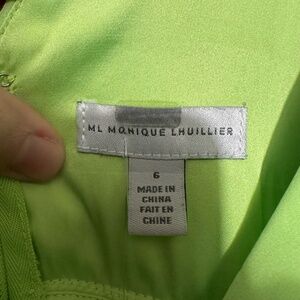 ML MONIQUE LHUILLIER
6
MADE IN
CHINA
FAIT EN
CHINE